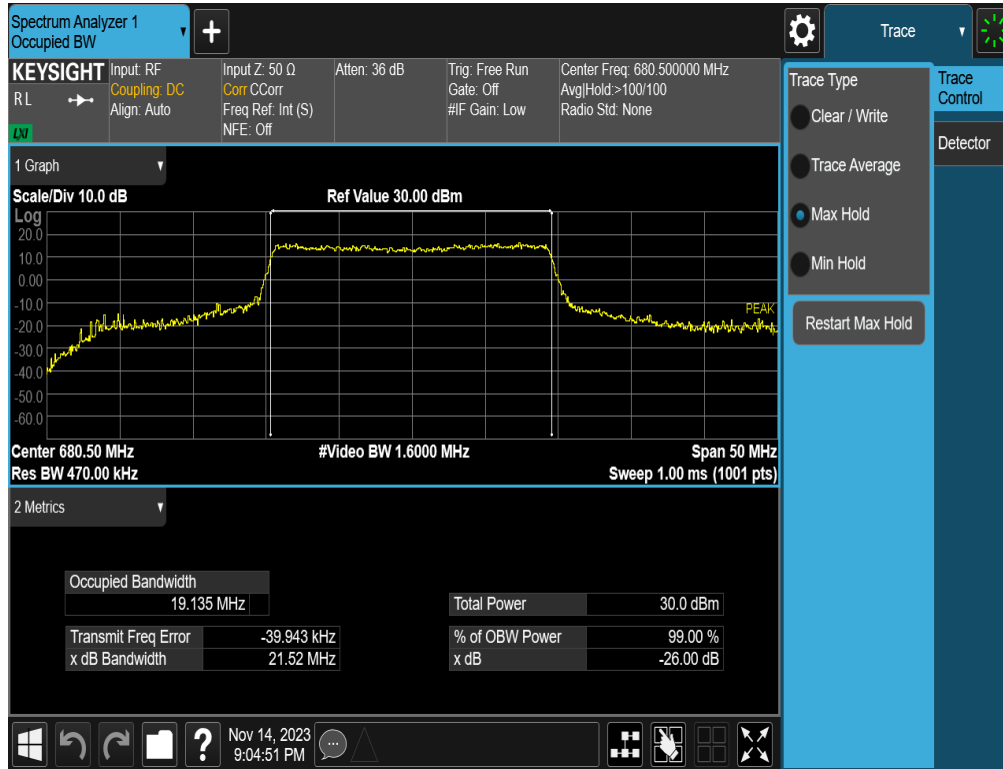 Spectrum Analyzer 1
Occupied BW
+
Trace
KEYSIGHT
R L
LXI
Input: RF
Coupling: DC
Align: Auto
Input Z: 50 Ω
Corr CCorr
Freq Ref: Int (S)
NFE: Off
Atten: 36 dB
Trig: Free Run
Gate: Off
#IF Gain: Low
Center Freq: 680.500000 MHz
Avg|Hold:>100/100
Radio Std: None
Trace Type
Clear / Write
Trace Average
Max Hold
Min Hold
Restart Max Hold
Trace
Control
Detector
1 Graph
Scale/Div 10.0 dB
Ref Value 30.00 dBm
Log
20.0
10.0
0.00
-10.0
-20.0
-30.0
-40.0
-50.0
-60.0
PEAK
Center 680.50 MHz
#Video BW 1.6000 MHz
Span 50 MHz
Res BW 470.00 kHz
Sweep 1.00 ms (1001 pts)
2 Metrics
Occupied Bandwidth
19.135 MHz
Total Power 30.0 dBm
Transmit Freq Error -39.943 kHz
% of OBW Power 99.00 %
x dB Bandwidth 21.52 MHz
x dB -26.00 dB
?
Nov 14, 2023
9:04:51 PM